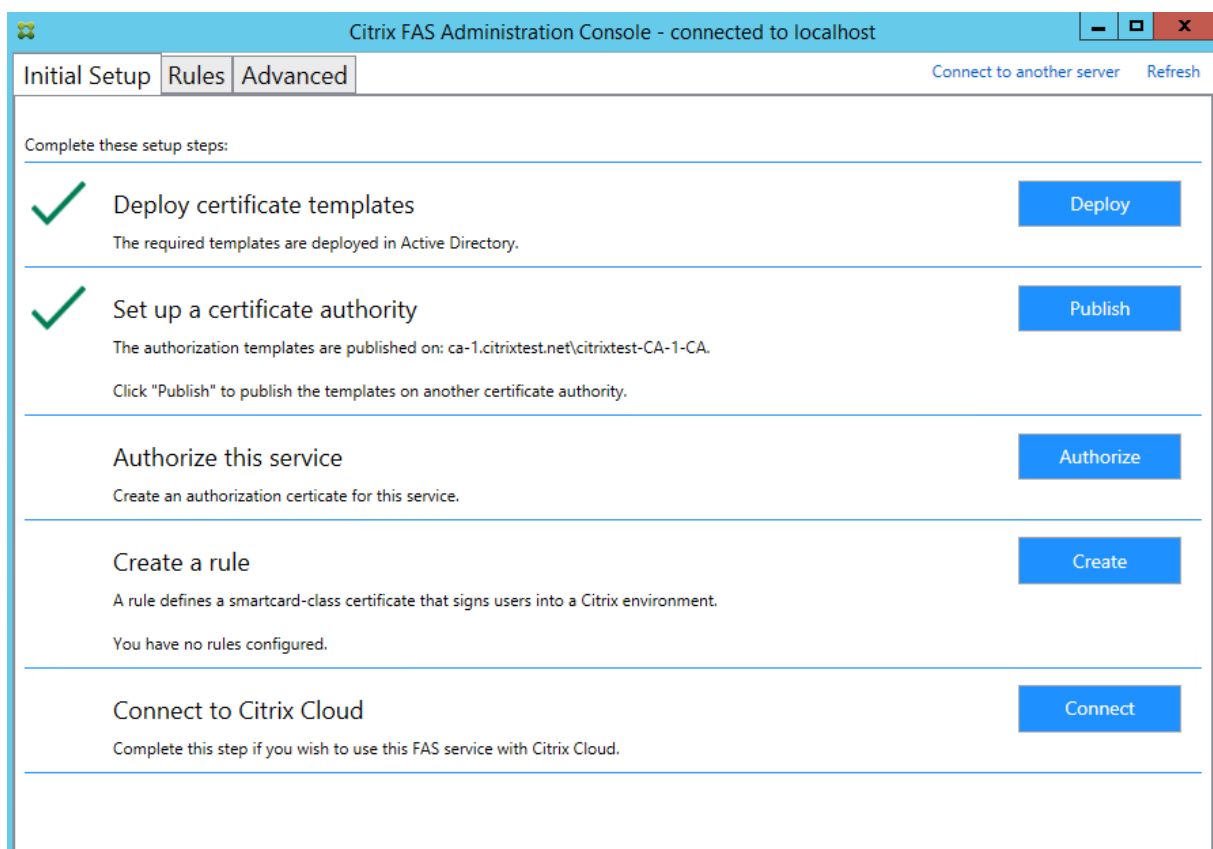 Citrix FAS Administration Console - connected to localhost
Initial Setup Rules Advanced Connect to another server Refresh
Complete these setup steps:
Deploy certificate templates
Deploy
The required templates are deployed in Active Directory.
Set up a certificate authority
Publish
The authorization templates are published on: ca-1.citrixtest.net\citrixtest-CA-1-CA.
Click "Publish" to publish the templates on another certificate authority.
Authorize this service
Authorize
Create an authorization certicate for this service.
Create a rule
Create
A rule defines a smartcard-class certificate that signs users into a Citrix environment.
You have no rules configured.
Connect to Citrix Cloud
Connect
Complete this step if you wish to use this FAS service with Citrix Cloud.